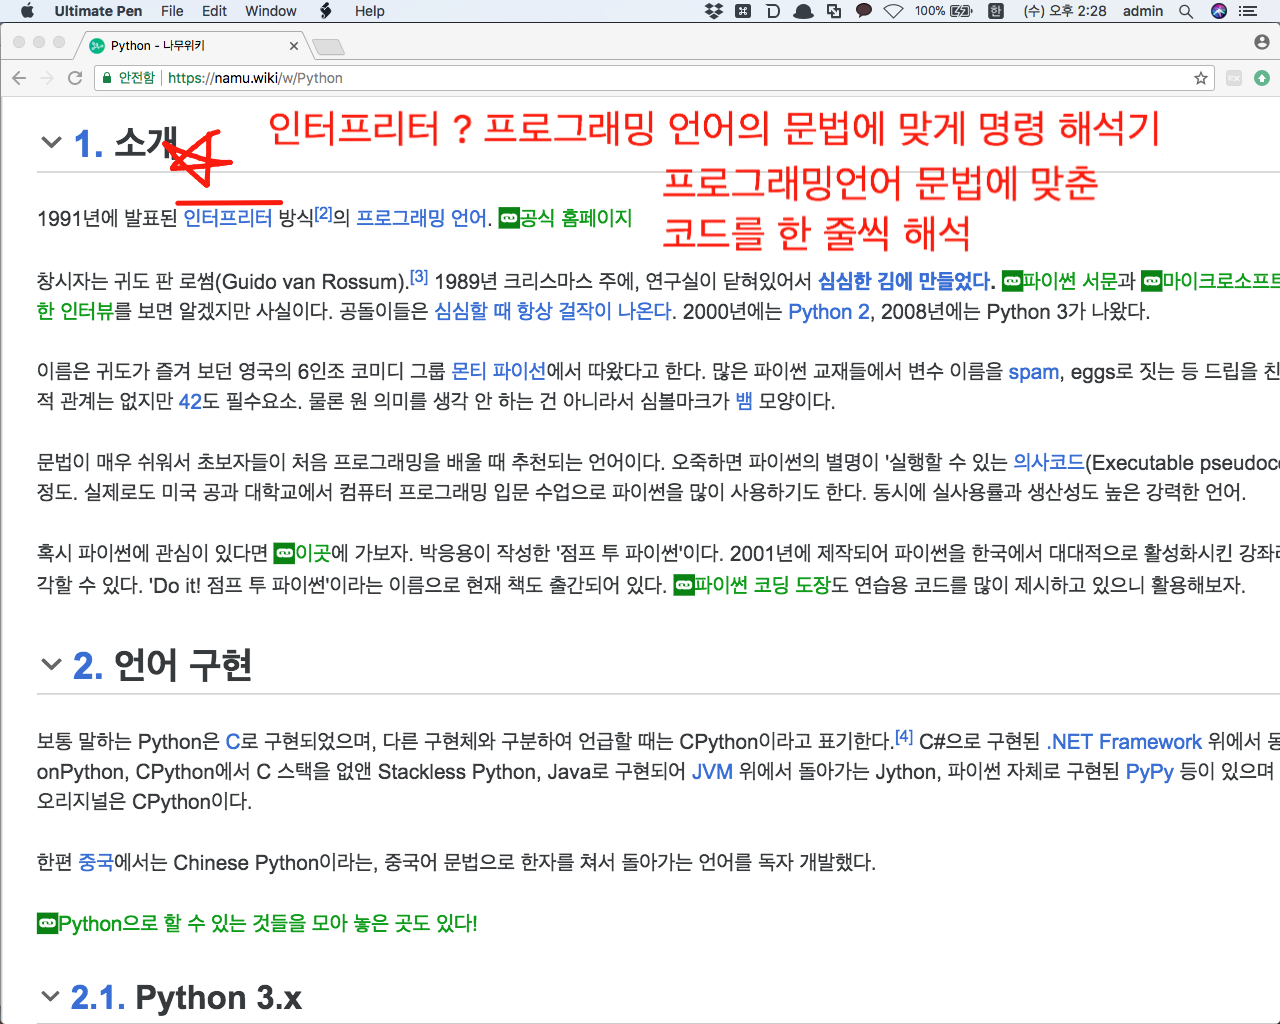 Ultimate Pen File Edit Window Help 100% 한 (수) 오후 2:28 admin
Python - 나무위키
안전함 https://namu.wiki/w/Python
1. 소개
인터프리터 ? 프로그래밍 언어의 문법에 맞게 명령 해석기
프로그래밍언어 문법에 맞춘
코드를 한 줄씩 해석
1991년에 발표된 인터프리터 방식[2]의 프로그래밍 언어. 공식 홈페이지
창시자는 귀도 판 로썸(Guido van Rossum).[3] 1989년 크리스마스 주에, 연구실이 닫혀있어서 심심한 김에 만들었다. 파이썬 서문과 마이크로소프트
한 인터뷰를 보면 알겠지만 사실이다. 공돌이들은 심심할 때 항상 걸작이 나온다. 2000년에는 Python 2, 2008년에는 Python 3가 나왔다.
이름은 귀도가 즐겨 보던 영국의 6인조 코미디 그룹 몬티 파이선에서 따왔다고 한다. 많은 파이썬 교재들에서 변수 이름을 spam, eggs로 짓는 등 드립을 친
적 관계는 없지만 42도 필수요소. 물론 원 의미를 생각 안 하는 건 아니라서 심볼마크가 뱀 모양이다.
문법이 매우 쉬워서 초보자들이 처음 프로그래밍을 배울 때 추천되는 언어이다. 오죽하면 파이썬의 별명이 '실행할 수 있는 의사코드(Executable pseudoco
정도. 실제로도 미국 공과 대학교에서 컴퓨터 프로그래밍 입문 수업으로 파이썬을 많이 사용하기도 한다. 동시에 실사용률과 생산성도 높은 강력한 언어.
혹시 파이썬에 관심이 있다면 이곳에 가보자. 박응용이 작성한 '점프 투 파이썬'이다. 2001년에 제작되어 파이썬을 한국에서 대대적으로 활성화시킨 강좌라
각할 수 있다. 'Do it! 점프 투 파이썬'이라는 이름으로 현재 책도 출간되어 있다. 파이썬 코딩 도장도 연습용 코드를 많이 제시하고 있으니 활용해보자.
2. 언어 구현
보통 말하는 Python은 C로 구현되었으며, 다른 구현체와 구분하여 언급할 때는 CPython이라고 표기한다.[4] C#으로 구현된 .NET Framework 위에서 동
onPython, CPython에서 C 스택을 없앤 Stackless Python, Java로 구현되어 JVM 위에서 돌아가는 Jython, 파이썬 자체로 구현된 PyPy 등이 있으며
오리지널은 CPython이다.
한편 중국에서는 Chinese Python이라는, 중국어 문법으로 한자를 쳐서 돌아가는 언어를 독자 개발했다.
Python으로 할 수 있는 것들을 모아 놓은 곳도 있다!
2.1. Python 3.x